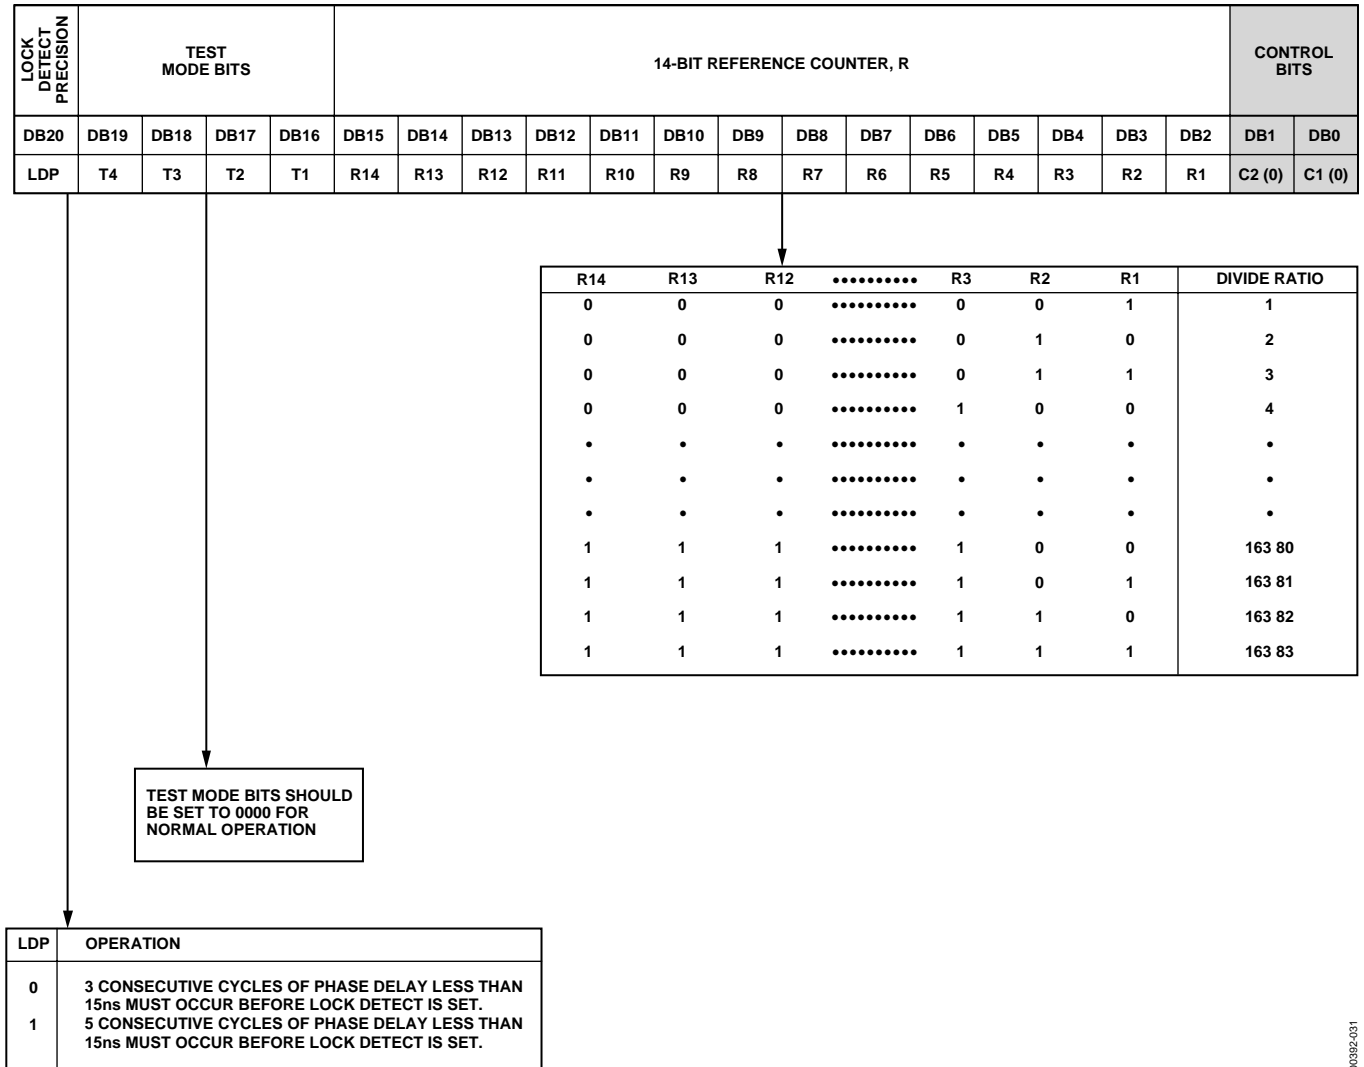 LOCK
DETECT
PRECISION
TEST
MODE BITS
14-BIT REFERENCE COUNTER, R
CONTROL
BITS
DB20 DB19 DB18 DB17 DB16 DB15 DB14 DB13 DB12 DB11 DB10 DB9 DB8 DB7 DB6 DB5 DB4 DB3 DB2 DB1 DB0
LDP T4 T3 T2 T1 R14 R13 R12 R11 R10 R9 R8 R7 R6 R5 R4 R3 R2 R1 C2 (0) C1 (0)
R14 R13 R12 •••••••••• R3 R2 R1 DIVIDE RATIO
0 0 0 •••••••••• 0 0 1 1
0 0 0 •••••••••• 0 1 0 2
0 0 0 •••••••••• 0 1 1 3
0 0 0 •••••••••• 1 0 0 4
• • • •••••••••• • • • •
• • • •••••••••• • • • •
• • • •••••••••• • • • •
1 1 1 •••••••••• 1 0 0 163 80
1 1 1 •••••••••• 1 0 1 163 81
1 1 1 •••••••••• 1 1 0 163 82
1 1 1 •••••••••• 1 1 1 163 83
TEST MODE BITS SHOULD
BE SET TO 0000 FOR
NORMAL OPERATION
LDP OPERATION
0 3 CONSECUTIVE CYCLES OF PHASE DELAY LESS THAN
15ns MUST OCCUR BEFORE LOCK DETECT IS SET.
1 5 CONSECUTIVE CYCLES OF PHASE DELAY LESS THAN
15ns MUST OCCUR BEFORE LOCK DETECT IS SET.